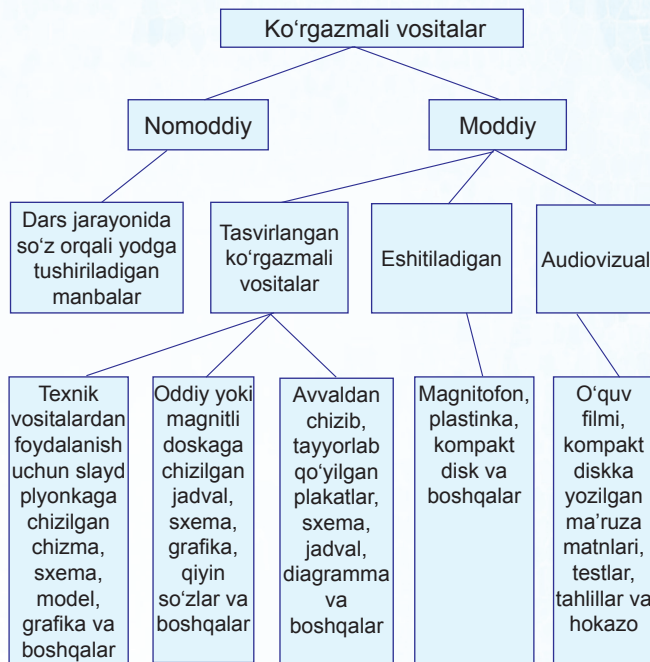 Ko‘rgazmali vositalar
Nomoddiy
Moddiy
Dars jarayonida
so‘z orqali yodga
tushiriladigan
manbalar
Tasvirlangan
ko‘rgazmali
vositalar
Eshitiladigan
Audiovizual
Texnik
vositalardan
foydalanish
uchun slayd
plyonkaga
chizilgan
chizma,
sxema,
model,
grafika va
boshqalar
Oddiy yoki
magnitli
doskaga
chizilgan
jadval,
sxema,
grafika,
qiyin
so‘zlar va
boshqalar
Avvaldan
chizib,
tayyorlab
qo‘yilgan
plakatlar,
sxema,
jadval,
diagramma
va
boshqalar
Magnitofon,
plastinka,
kompakt
disk va
boshqalar
O‘quv
filmi,
kompakt
diskka
yozilgan
ma’ruza
matnlari,
testlar,
tahlillar va
hokazo